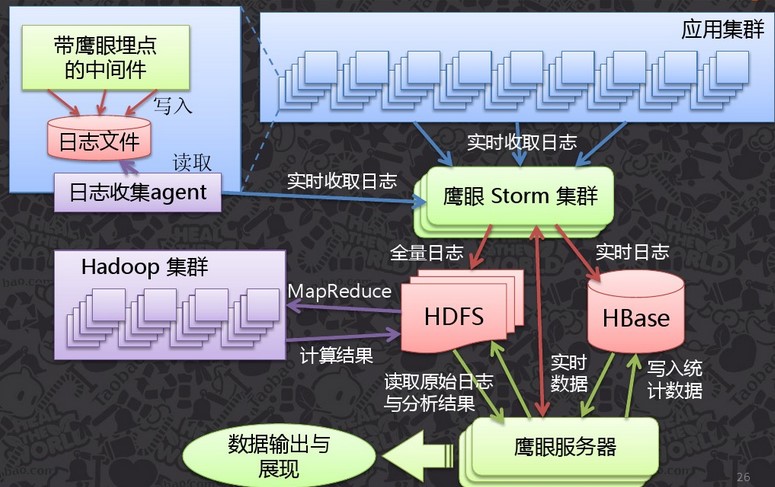 带鹰眼埋点
的中间件
写入
日志文件
读取
日志收集agent
应用集群
实时收取日志
实时收取日志
鹰眼 Storm 集群
全量日志
实时日志
Hadoop 集群
MapReduce
HDFS
HBase
计算结果
读取原始日志
与分析结果
实时
数据
写入统
计数据
数据输出与
展现
鹰眼服务器
26